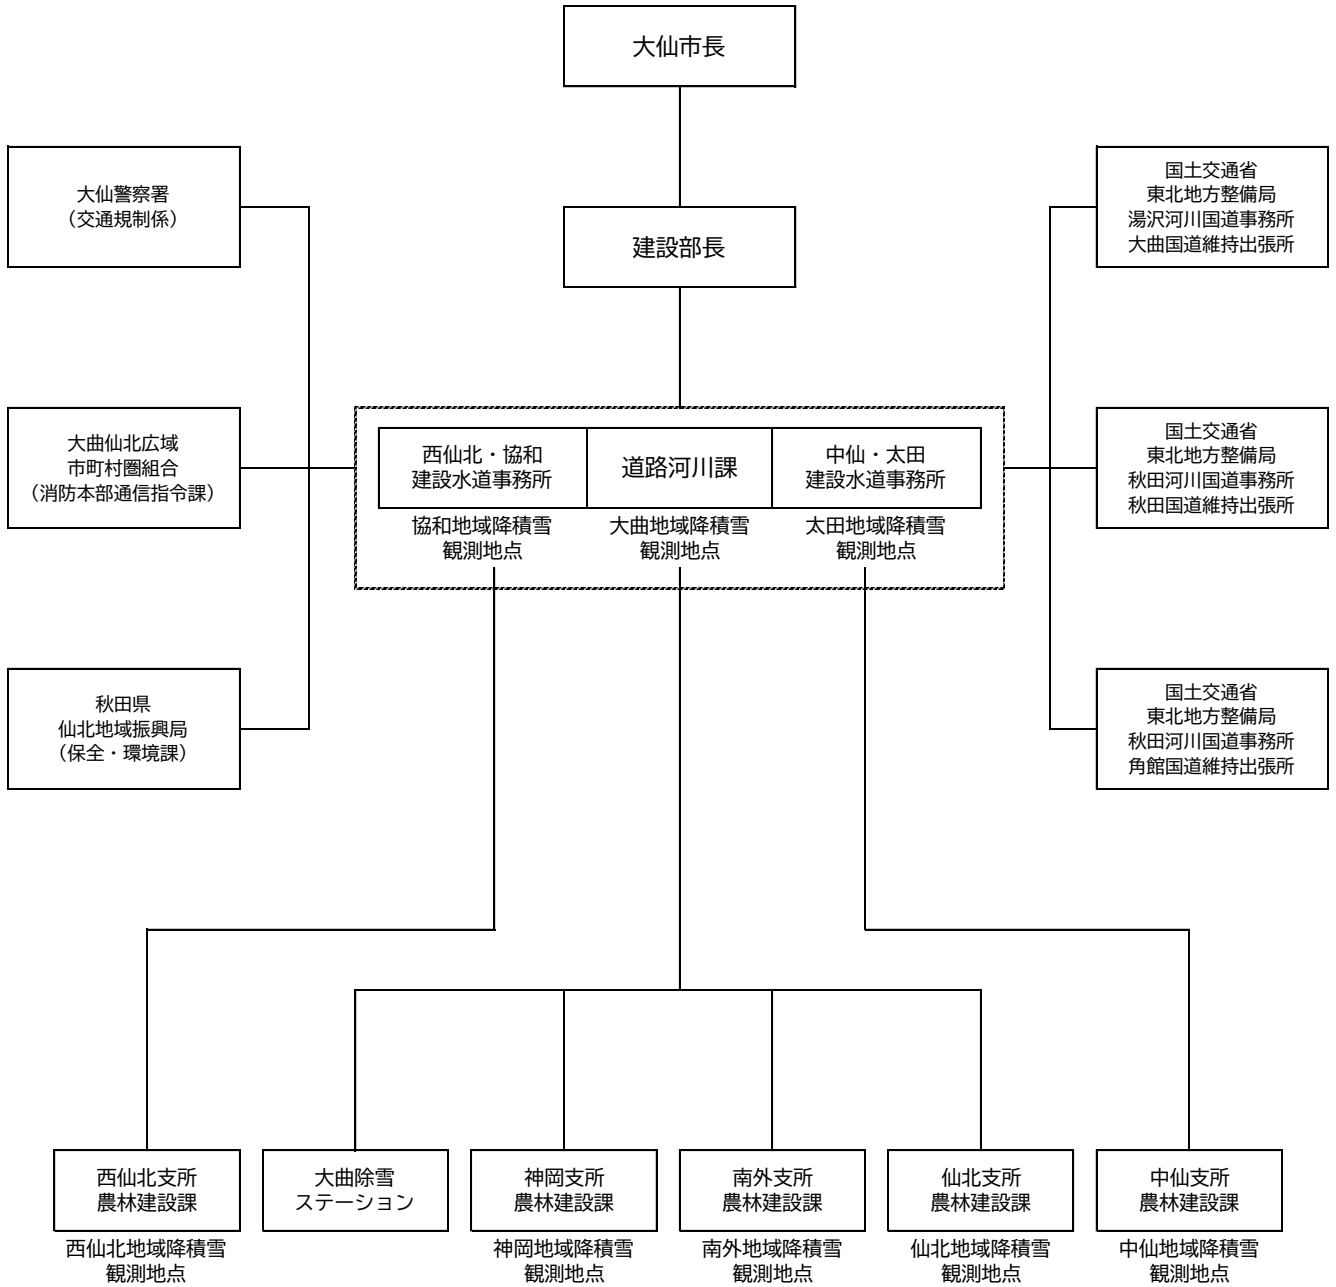 大仙市長
大仙警察署
（交通規制係）
国土交通省
東北地方整備局
湯沢河川国道事務所
大曲国道維持出張所
建設部長
大曲仙北広域
市町村圏組合
（消防本部通信指令課）
西仙北・協和
建設水道事務所
道路河川課
中仙・太田
建設水道事務所
国土交通省
東北地方整備局
秋田河川国道事務所
秋田国道維持出張所
協和地域降積雪
観測地点
大曲地域降積雪
観測地点
太田地域降積雪
観測地点
秋田県
仙北地域振興局
（保全・環境課）
国土交通省
東北地方整備局
秋田河川国道事務所
角館国道維持出張所
西仙北支所
農林建設課
大曲除雪
ステーション
神岡支所
農林建設課
南外支所
農林建設課
仙北支所
農林建設課
中仙支所
農林建設課
西仙北地域降積雪
観測地点
神岡地域降積雪
観測地点
南外地域降積雪
観測地点
仙北地域降積雪
観測地点
中仙地域降積雪
観測地点